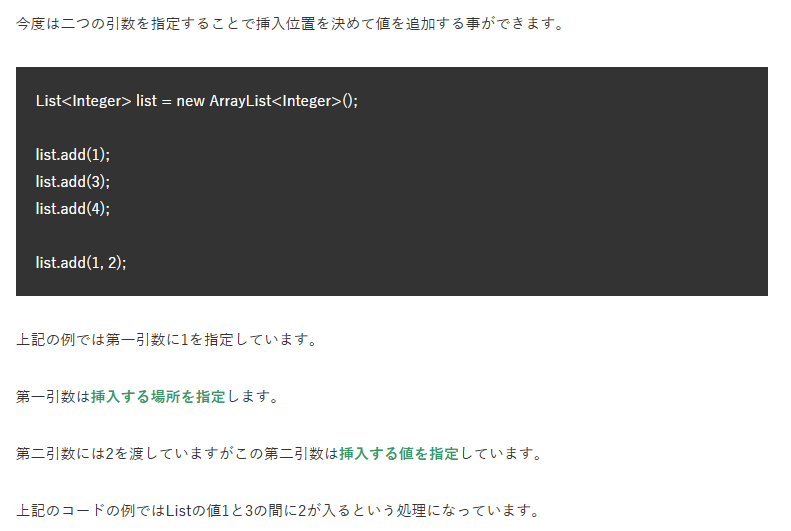 今度は二つの引数を指定することで挿入位置を決めて値を追加する事ができます。
List<Integer> list = new ArrayList<Integer>();
list.add(1);
list.add(3);
list.add(4);
list.add(1, 2);
上記の例では第一引数に1を指定しています。
第一引数は挿入する場所を指定します。
第二引数には2を渡していますがこの第二引数は挿入する値を指定しています。
上記のコードの例ではListの値1と3の間に2が入るという処理になっています。